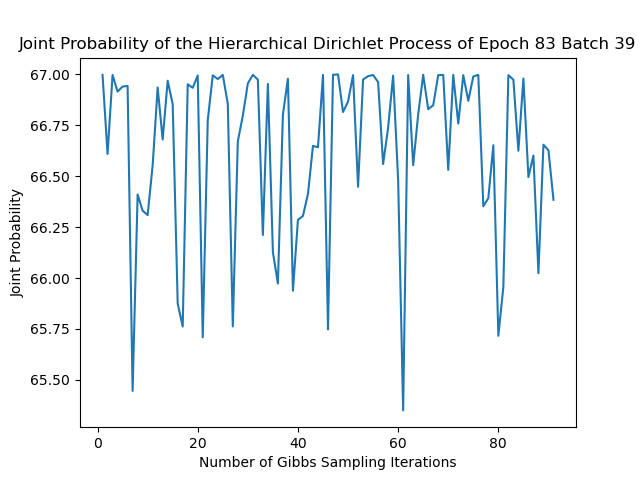 Joint Probability of the Hierarchical Dirichlet Process of Epoch 83 Batch 39
67.00
66.75
66.50
66.25
66.00
65.75
65.50
Joint Probability
0 20 40 60 80
Number of Gibbs Sampling Iterations